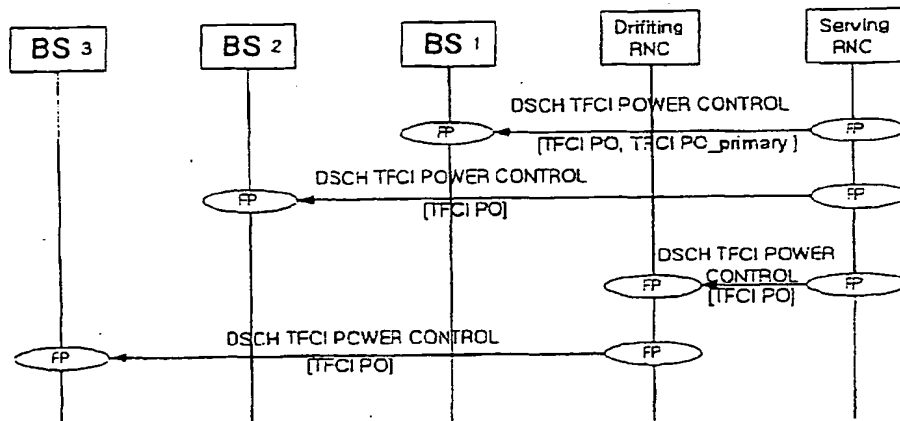 BS 3
BS 2
BS 1
Drifiting
RNC
Serving
RNC
DSCH TFCI POWER CONTROL
FP
FP
[TFCI PO, TFCI PO_primary]
DSCH TFCI POWER CONTROL
FP
FP
[TFCI PO]
DSCH TFCI POWER
CONTROL
FP
FP
[TFCI PO]
DSCH TFCI POWER CONTROL
FP
FP
[TFCI PO]